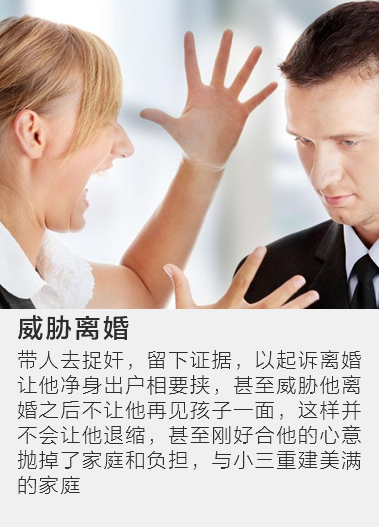 威胁离婚
带人去捉奸，留下证据，以起诉离婚
让他净身出户相要挟，甚至威胁他离
婚之后不让他再见孩子一面，这样并
不会让他退缩，甚至刚好合他的心意
抛掉了家庭和负担，与小三重建美满
的家庭